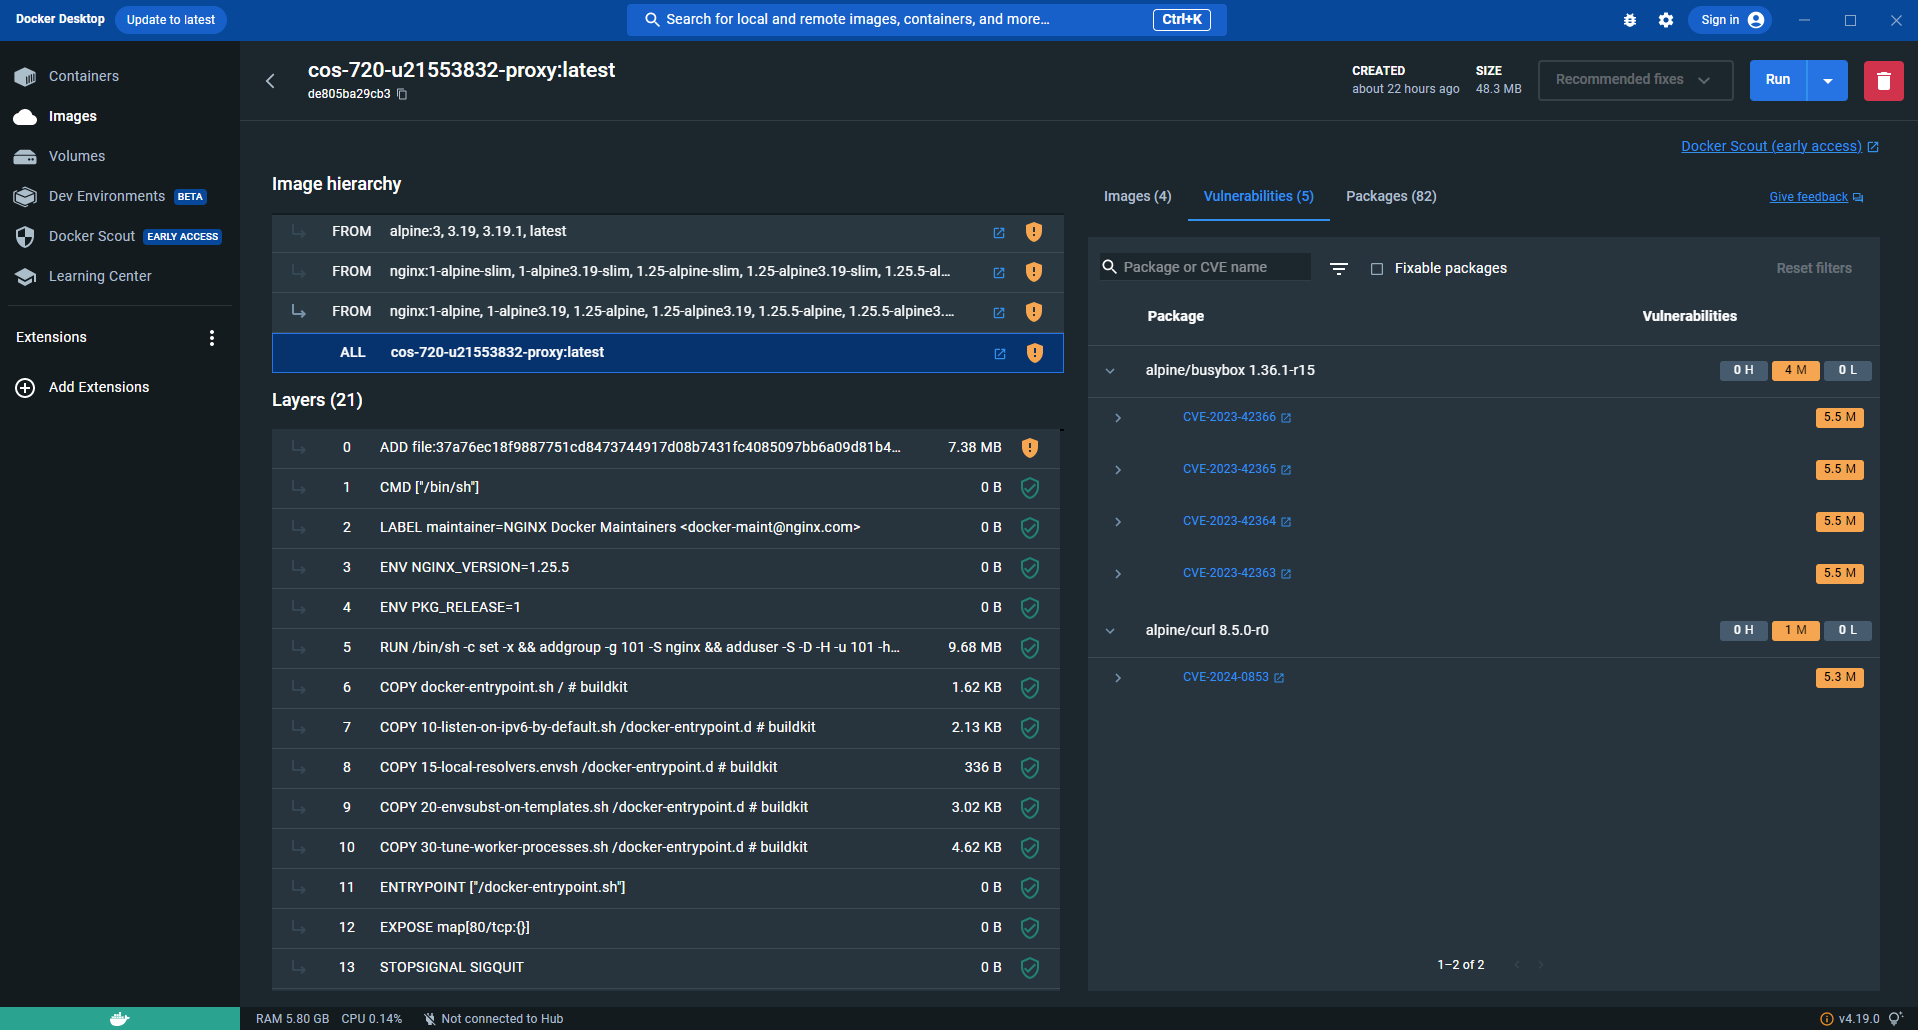 Docker Desktop
Update to latest
Search for local and remote images, containers, and more...
Ctrl+K
Sign in
Containers
Images
Volumes
Dev Environments BETA
Docker Scout EARLY ACCESS
Learning Center
Extensions
Add Extensions
cos-720-u21553832-proxy:latest
de805ba29cb3
CREATED
about 22 hours ago
SIZE
48.3 MB
Recommended fixes
Run
Docker Scout (early access)
Image hierarchy
FROM alpine:3, 3.19, 3.19.1, latest
FROM nginx:1-alpine-slim, 1-alpine3.19-slim, 1.25-alpine-slim, 1.25-alpine3.19-slim, 1.25.5-al...
FROM nginx:1-alpine, 1-alpine3.19, 1.25-alpine, 1.25-alpine3.19, 1.25.5-alpine, 1.25.5-alpine3....
ALL cos-720-u21553832-proxy:latest
Layers (21)
0 ADD file:37a76ec18f9887751cd8473744917d08b7431fc4085097bb6a09d81b4... 7.38 MB
1 CMD ["/bin/sh"] 0 B
2 LABEL maintainer=NGINX Docker Maintainers <docker-maint@nginx.com> 0 B
3 ENV NGINX_VERSION=1.25.5 0 B
4 ENV PKG_RELEASE=1 0 B
5 RUN /bin/sh -c set -x && addgroup -g 101 -S nginx && adduser -S -D -H -u 101 -h... 9.68 MB
6 COPY docker-entrypoint.sh / # buildkit 1.62 KB
7 COPY 10-listen-on-ipv6-by-default.sh /docker-entrypoint.d # buildkit 2.13 KB
8 COPY 15-local-resolvers.envsh /docker-entrypoint.d # buildkit 336 B
9 COPY 20-envsubst-on-templates.sh /docker-entrypoint.d # buildkit 3.02 KB
10 COPY 30-tune-worker-processes.sh /docker-entrypoint.d # buildkit 4.62 KB
11 ENTRYPOINT ["/docker-entrypoint.sh"] 0 B
12 EXPOSE map[80/tcp:{}] 0 B
13 STOPSIGNAL SIGQUIT 0 B
Images (4)
Vulnerabilities (5)
Packages (82)
Give feedback
Package or CVE name
Fixable packages
Reset filters
Package Vulnerabilities
alpine/busybox 1.36.1-r15 0 H 4 M 0 L
CVE-2023-42366 5.5 M
CVE-2023-42365 5.5 M
CVE-2023-42364 5.5 M
CVE-2023-42363 5.5 M
alpine/curl 8.5.0-r0 0 H 1 M 0 L
CVE-2024-0853 5.3 M
1–2 of 2
RAM 5.80 GB CPU 0.14% Not connected to Hub
v4.19.0